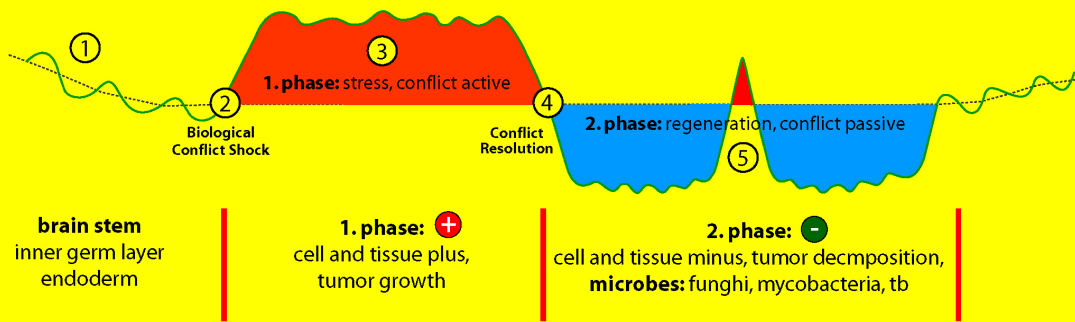 1
3
1. phase: stress, conflict active
2
4
Biological
Conflict Shock
Conflict
Resolution
2. phase: regeneration, conflict passive
5
brain stem
inner germ layer
endoderm
1. phase: +
cell and tissue plus,
tumor growth
2. phase: -
cell and tissue minus, tumor decmposition,
microbes: funghi, mycobacteria, tb